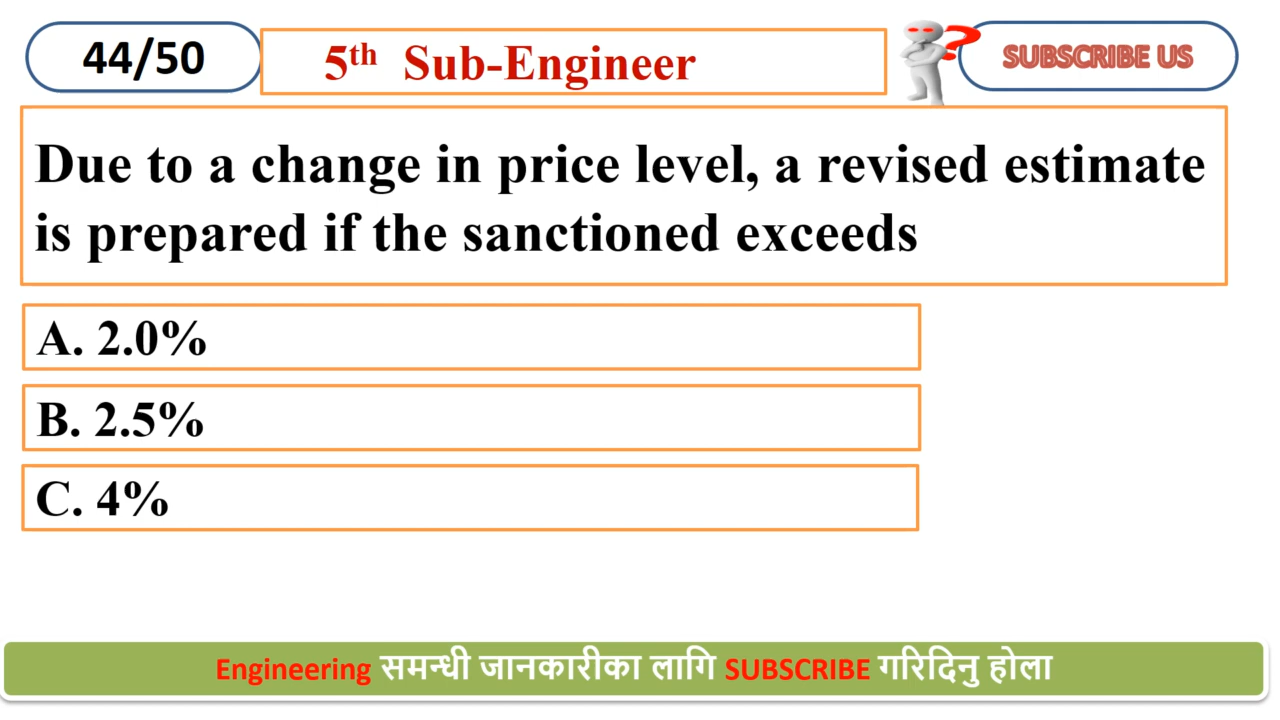 44/50
5th Sub-Engineer
SUBSCRIBE US
Due to a change in price level, a revised estimate
is prepared if the sanctioned exceeds
A. 2.0%
B. 2.5%
C. 4%
Engineering समन्धी जानकारीका लागि SUBSCRIBE गरिदिनु होला